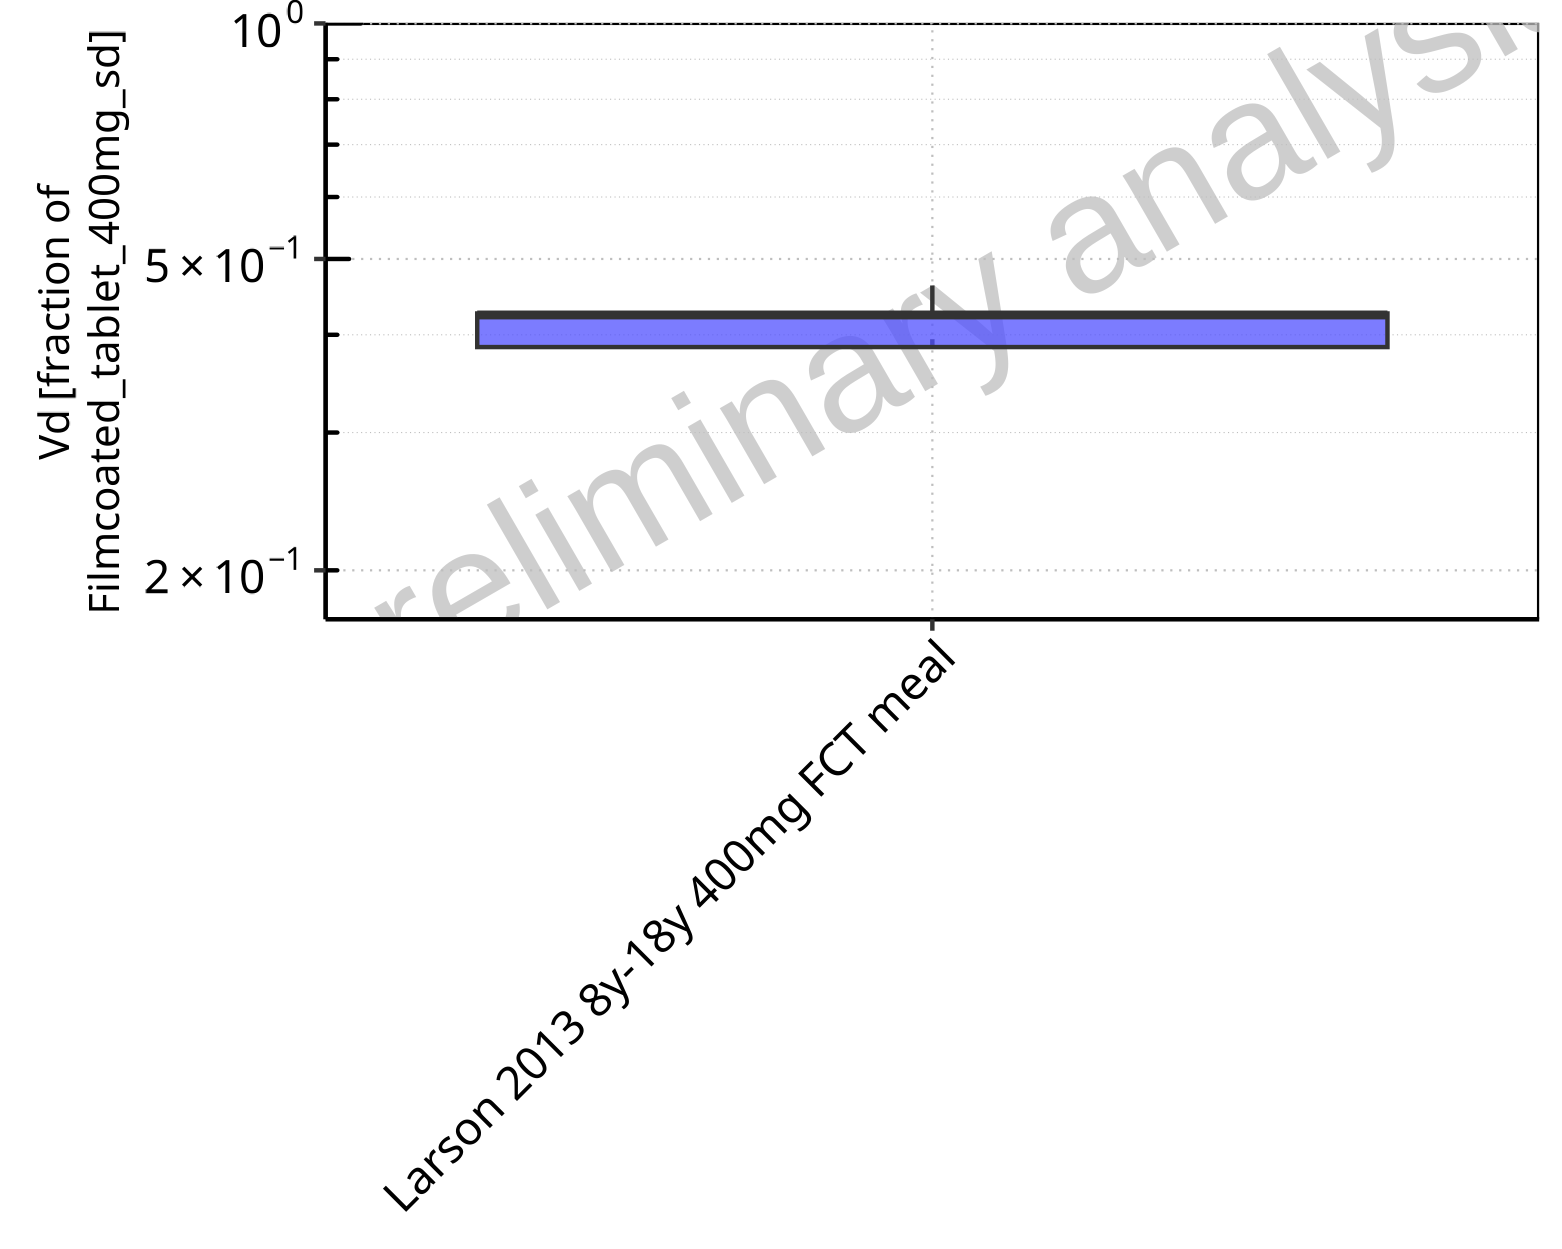 Vd [fraction of
Filmcoated_tablet_400mg_sd]
10⁰
5 × 10⁻¹
2 × 10⁻¹
reliminary analysi
Larson 2013 8y-18y 400mg FCT meal